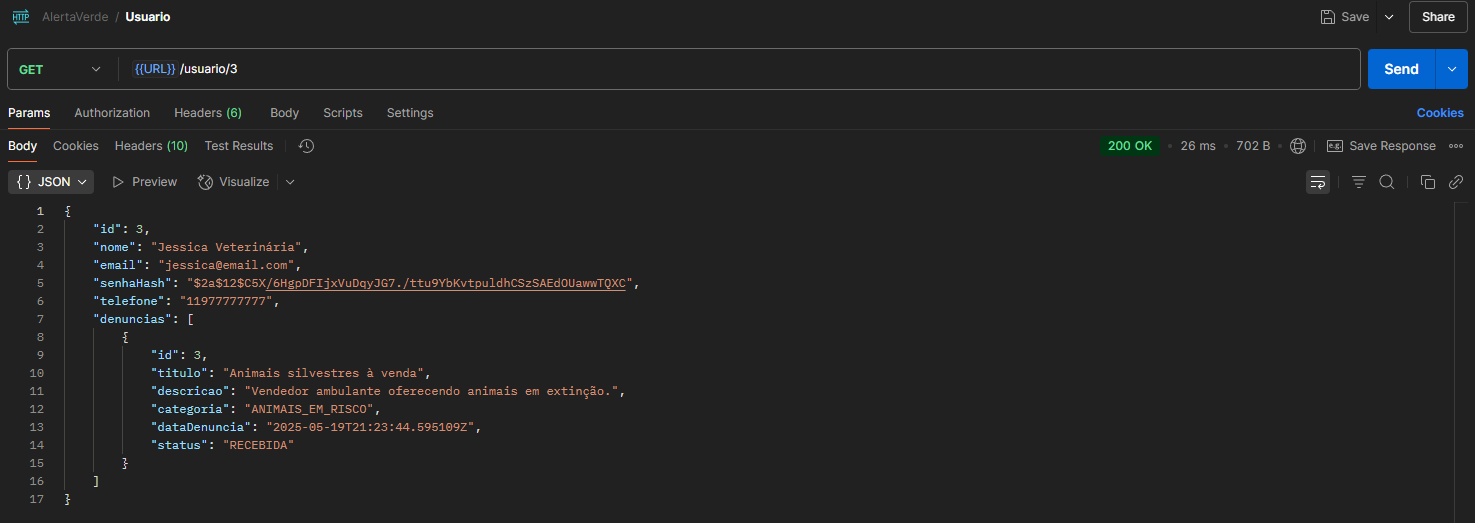 HTTP AlertaVerde / Usuario Save Share
GET {{URL}} /usuario/3 Send
Params Authorization Headers (6) Body Scripts Settings Cookies
Body Cookies Headers (10) Test Results 200 OK • 26 ms • 702 B • e.g. Save Response
{} JSON Preview Visualize
1 {
2 "id": 3,
3 "nome": "Jessica Veterinária",
4 "email": "jessica@email.com",
5 "senhaHash": "$2a$12$C5X/6HgpDFIjxVuDqyJG7./ttu9YbKvtpuldhCSzSAEdOUawwTQXC",
6 "telefone": "11977777777",
7 "denuncias": [
8 {
9 "id": 3,
10 "titulo": "Animais silvestres à venda",
11 "descricao": "Vendedor ambulante oferecendo animais em extinção.",
12 "categoria": "ANIMAIS_EM_RISCO",
13 "dataDenuncia": "2025-05-19T21:23:44.595109Z",
14 "status": "RECEBIDA"
15 }
16 ]
17 }